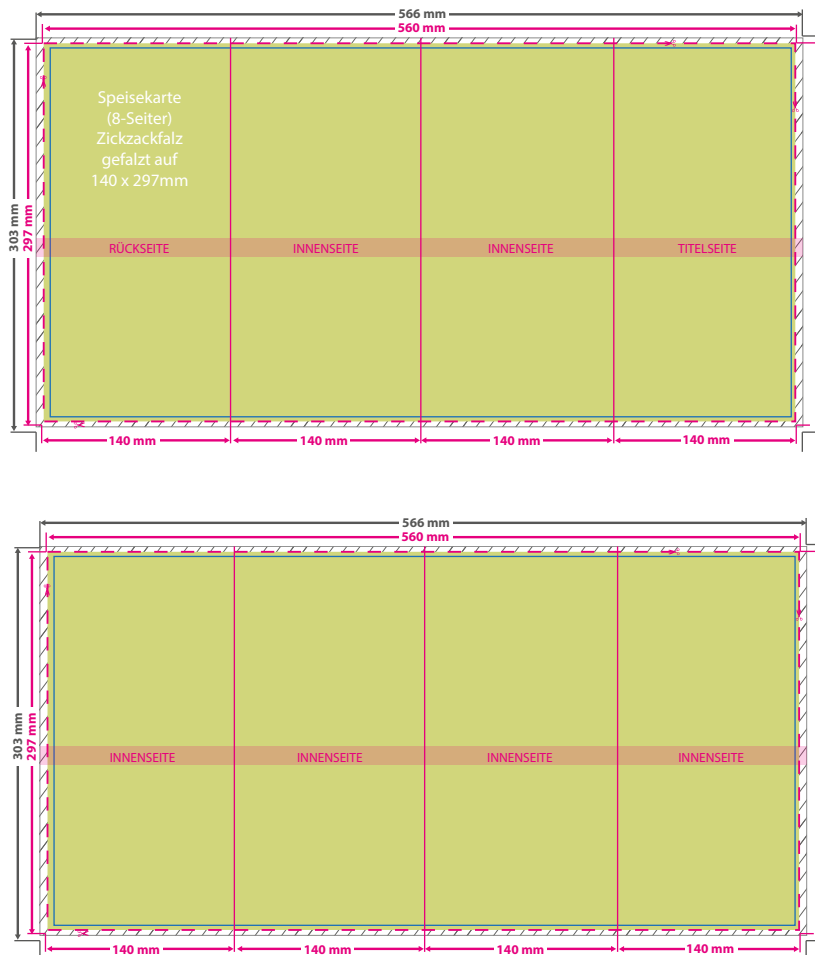 566 mm
560 mm
303 mm
297 mm
Speisekarte
(8-Seiter)
Zickzackfalz
gefalzt auf
140 x 297mm
RÜCKSEITE
INNENSEITE
INNENSEITE
TITELSEITE
140 mm
140 mm
140 mm
140 mm
566 mm
560 mm
303 mm
297 mm
INNENSEITE
INNENSEITE
INNENSEITE
INNENSEITE
140 mm
140 mm
140 mm
140 mm